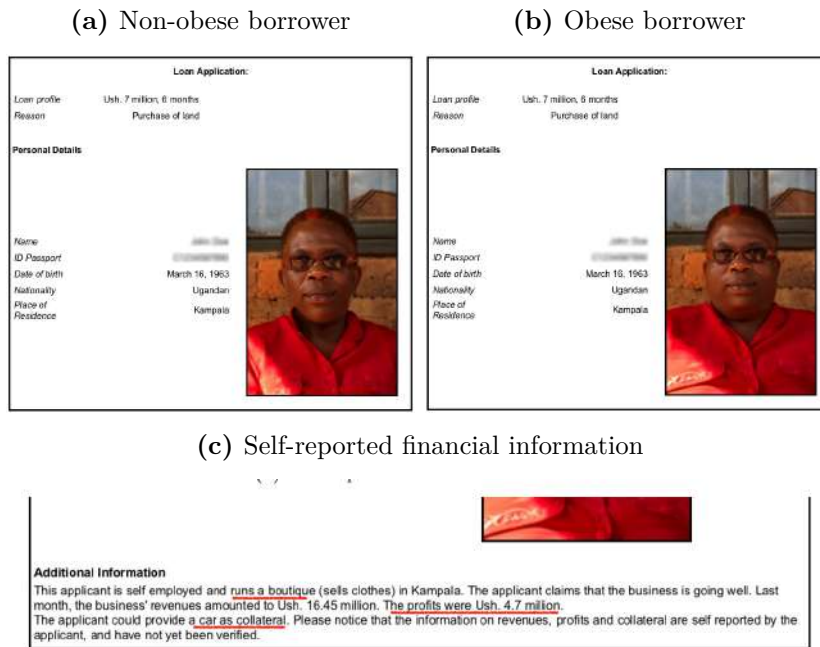 (a) Non-obese borrower (b) Obese borrower
Loan Application:
Loan profile Ush. 7 million, 6 months
Reason Purchase of land
Personal Details
Name
ID Passport
Date of birth March 16, 1963
Nationality Ugandan
Place of
Residence Kampala
Loan Application:
Loan profile Ush. 7 million, 6 months
Reason Purchase of land
Personal Details
Name
ID Passport
Date of birth March 16, 1963
Nationality Ugandan
Place of
Residence Kampala
(c) Self-reported financial information
Additional Information
This applicant is self employed and runs a boutique (sells clothes) in Kampala. The applicant claims that the business is going well. Last
month, the business' revenues amounted to Ush. 16.45 million. The profits were Ush. 4.7 million.
The applicant could provide a car as collateral. Please notice that the information on revenues, profits and collateral are self reported by the
applicant, and have not yet been verified.